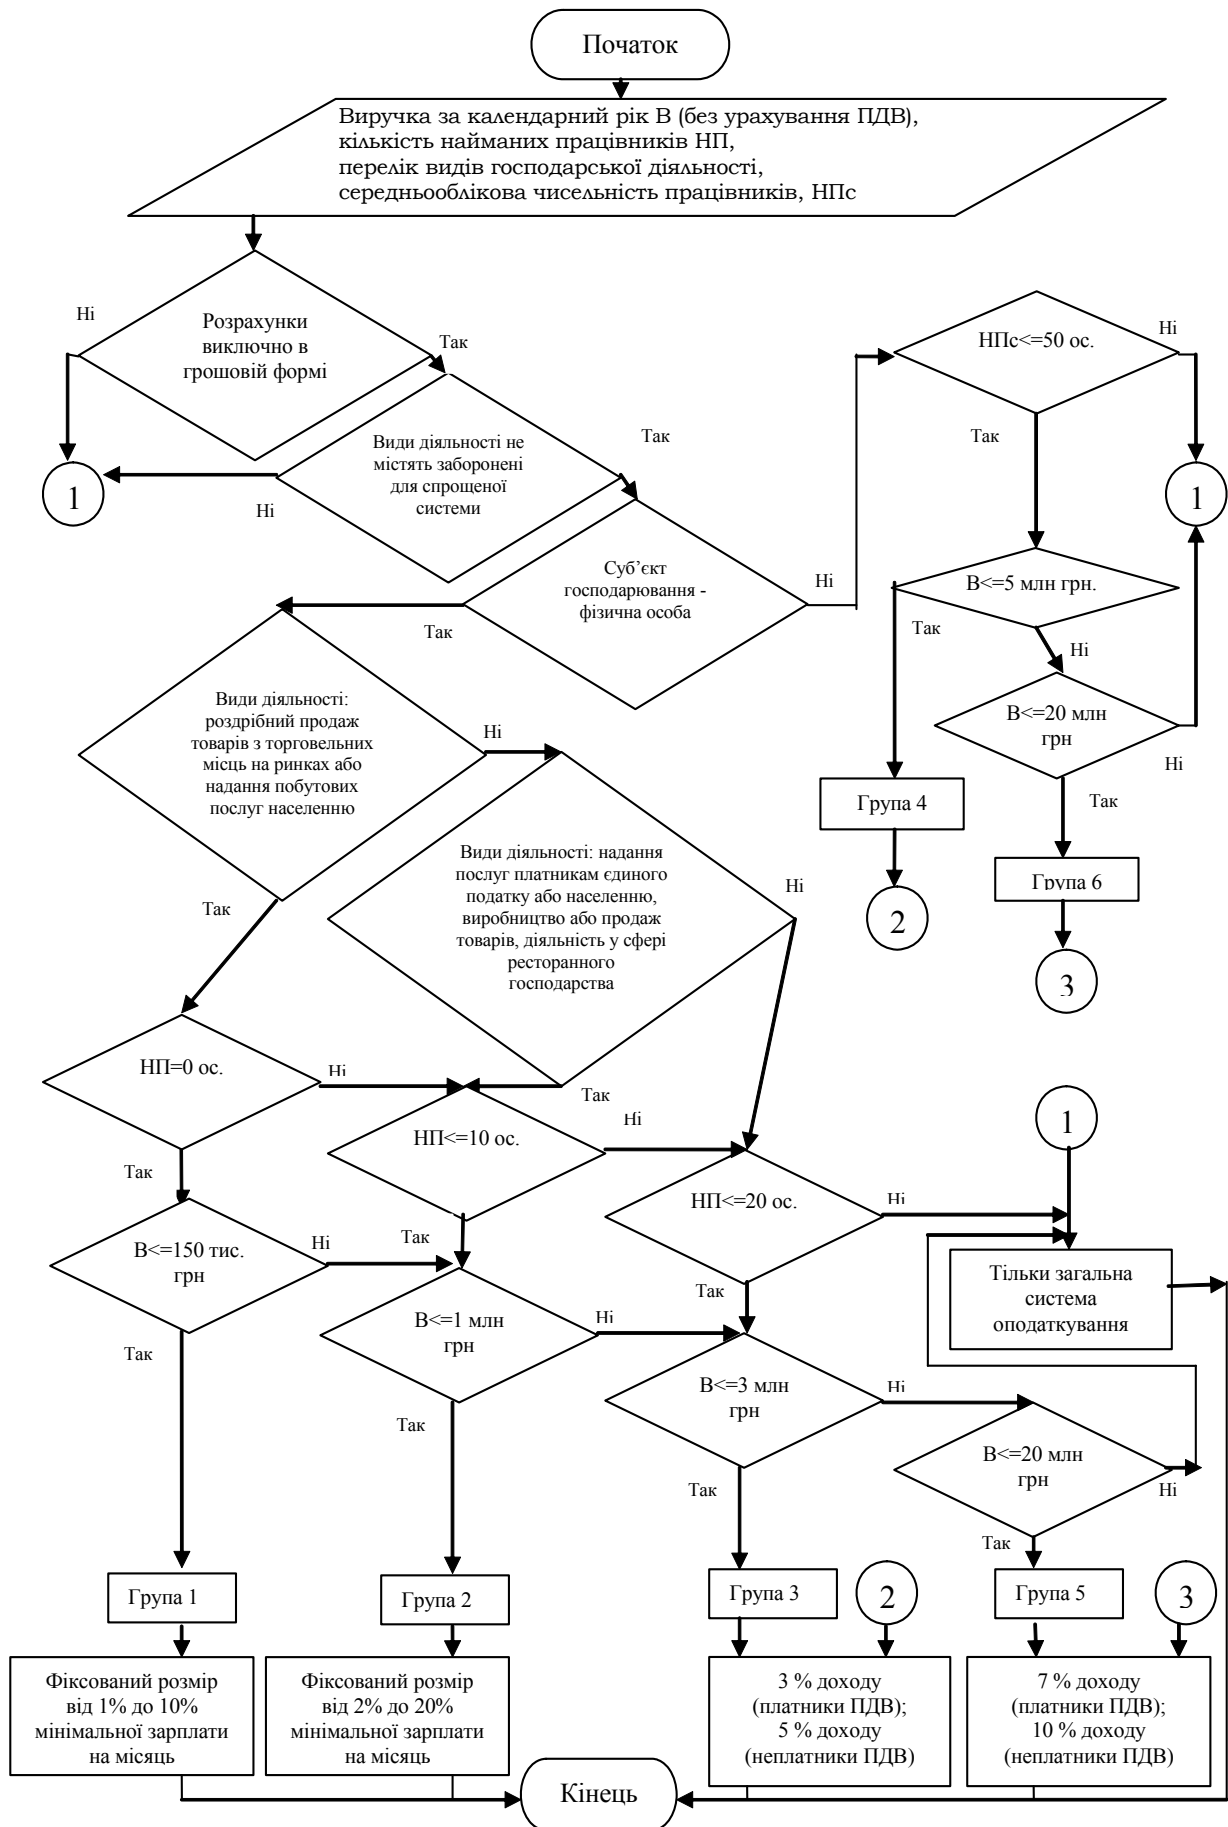 Початок
Виручка за календарний рік В (без урахування ПДВ),
кількість найманих працівників НП,
перелік видів господарської діяльності,
середньооблікова чисельність працівників, НПс
Ні
Розрахунки
виключно в
грошовій формі
Так
НПс<=50 ос.
Ні
Так
1
Види діяльності не
містять заборонені
для спрощеної
системи
Так
Ні
1
Суб’єкт
господарювання -
фізична особа
Ні
Так
В<=5 млн грн.
Так
Ні
Види діяльності:
роздрібний продаж
товарів з торговельних
місць на ринках або
надання побутових
послуг населенню
Ні
Так
В<=20 млн
грн
Ні
Так
Група 4
2
Група 6
3
Види діяльності: надання
послуг платникам єдиного
податку або населенню,
виробництво або продаж
товарів, діяльність у сфері
ресторанного
господарства
Ні
Так
НП=0 ос.
Ні
Так
НП<=10 ос.
Ні
Так
НП<=20 ос.
Ні
Так
1
Тільки загальна
система
оподаткування
В<=150 тис.
грн
Ні
Так
В<=1 млн
грн
Ні
Так
В<=3 млн
грн
Ні
Так
В<=20 млн
грн
Ні
Так
Група 1
Група 2
Група 3
2
Група 5
3
Фіксований розмір
від 1% до 10%
мінімальної зарплати
на місяць
Фіксований розмір
від 2% до 20%
мінімальної зарплати
на місяць
3 % доходу
(платники ПДВ);
5 % доходу
(неплатники ПДВ)
7 % доходу
(платники ПДВ);
10 % доходу
(неплатники ПДВ)
Кінець